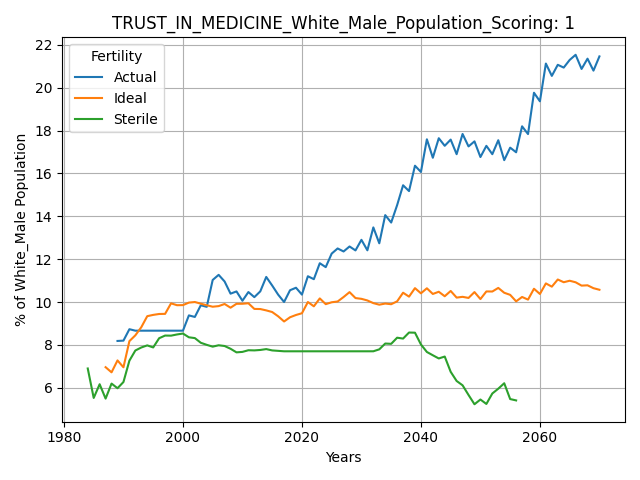 TRUST_IN_MEDICINE_White_Male_Population_Scoring: 1
% of White_Male Population
Fertility
Actual
Ideal
Sterile
22
20
18
16
14
12
10
8
6
1980
2000
2020
2040
2060
Years